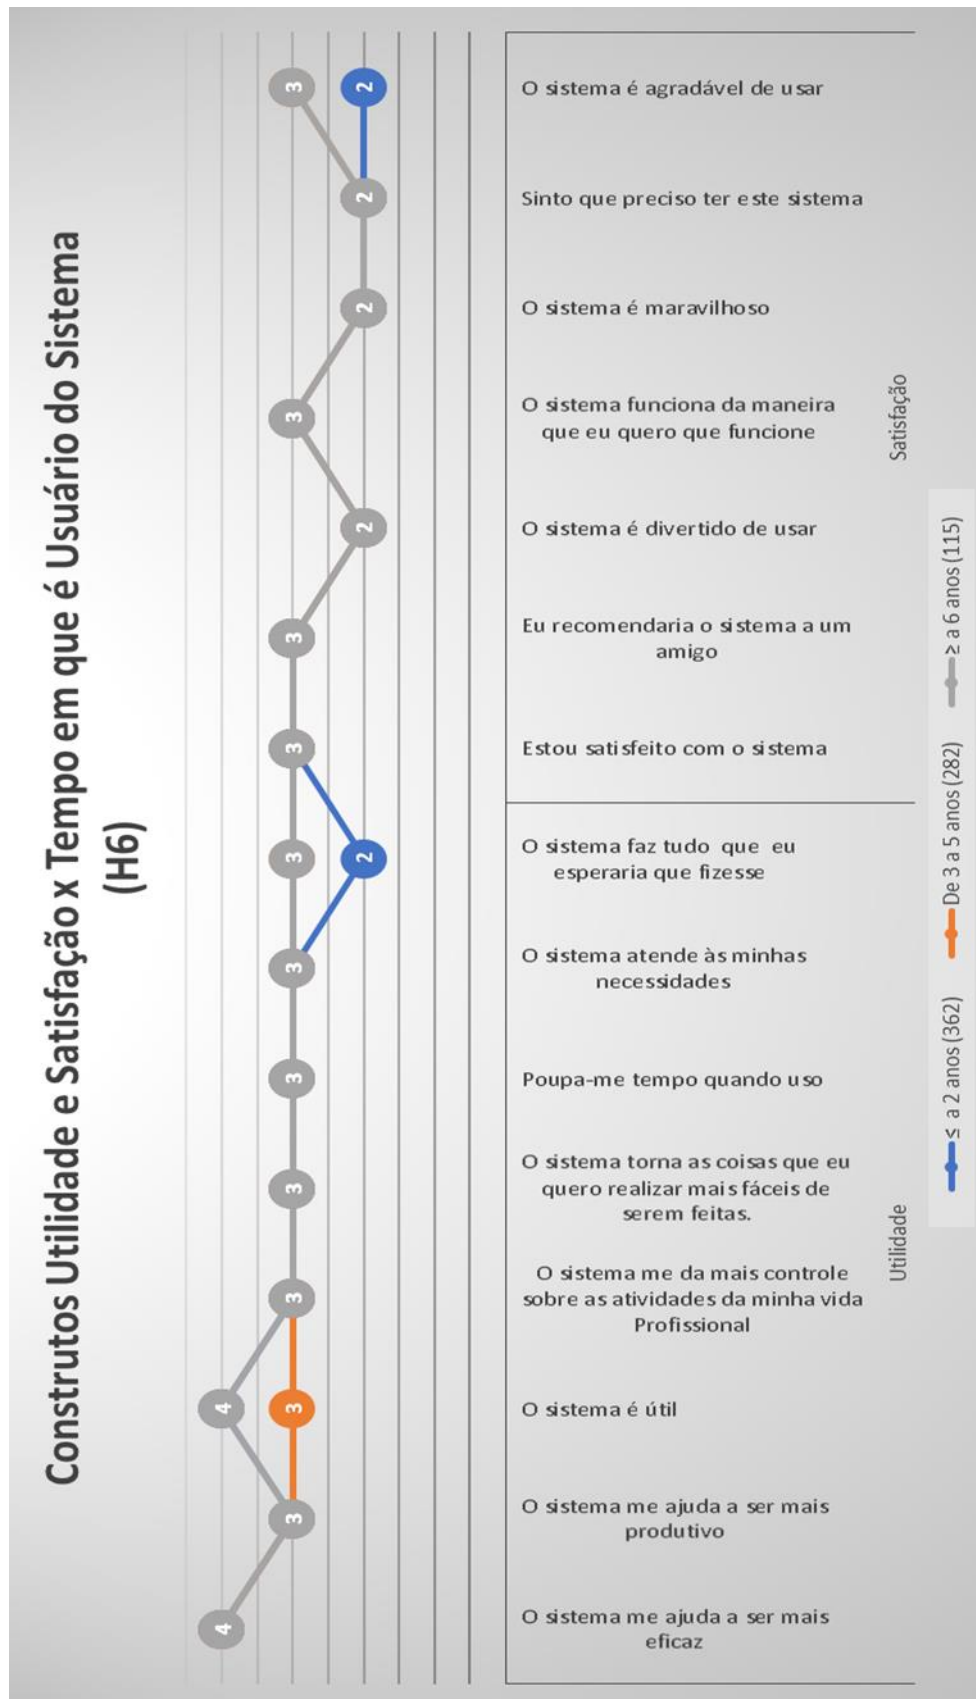 Construtos Utilidade e Satisfação x Tempo em que é Usuário do Sistema
(H6)
4
3
4
3
3
3
3
3
3
2
3
3
2
3
2
2
3
2
O sistema me ajuda a ser mais
eficaz
O sistema me ajuda a ser mais
produtivo
O sistema é útil
O sistema me da mais controle
sobre as atividades da minha vida
Profissional
O sistema torna as coisas que eu
quero realizar mais fáceis de
serem feitas.
Poupa-me tempo quando uso
O sistema atende às minhas
necessidades
O sistema faz tudo que eu
esperaria que fizesse
Estou satisfeito com o sistema
Eu recomendaria o sistema a um
amigo
O sistema é divertido de usar
O sistema funciona da maneira
que eu quero que funcione
O sistema é maravilhoso
Sinto que preciso ter este sistema
O sistema é agradável de usar
Utilidade
Satisfação
≤ a 2 anos (362)
De 3 a 5 anos (282)
≥ a 6 anos (115)